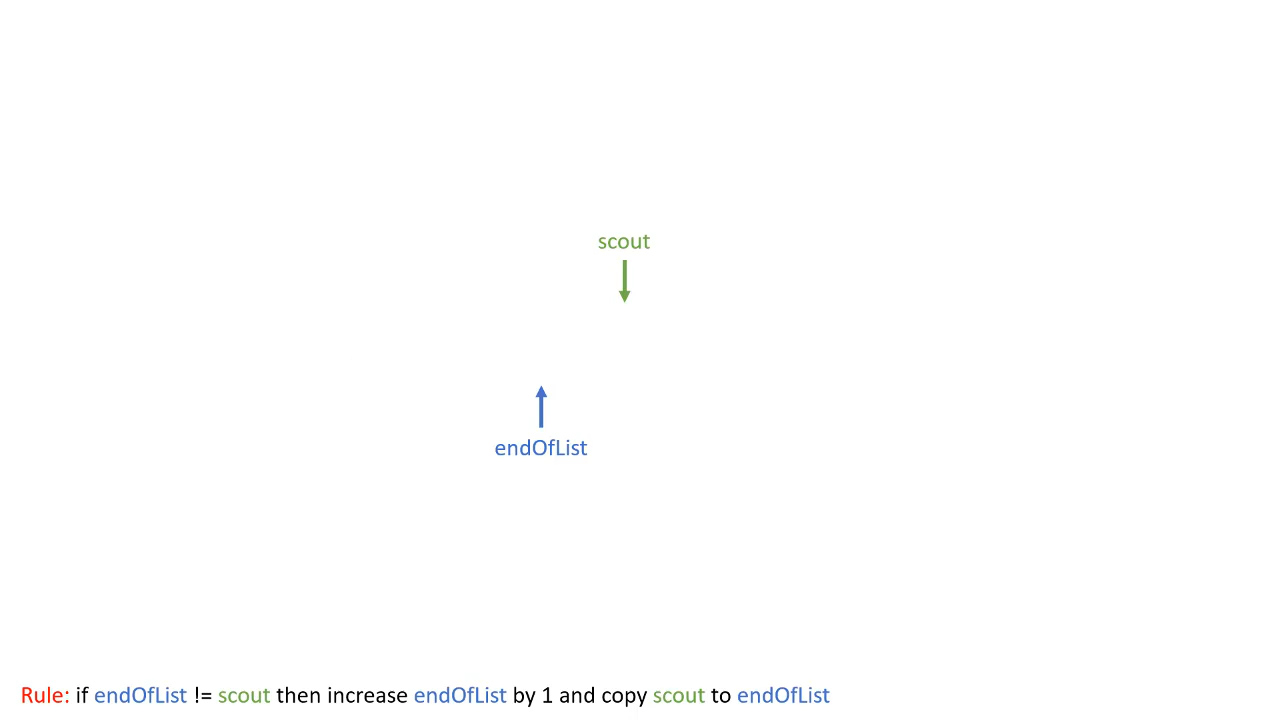 scout
endOfList
Rule: if endOfList != scout then increase endOfList by 1 and copy scout to endOfList